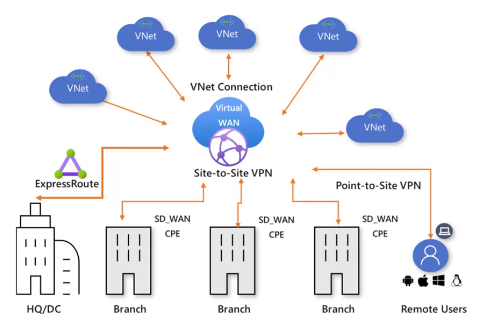 VNet
VNet
VNet
VNet
VNet Connection
Virtual
WAN
VNet
Site-to-Site VPN
ExpressRoute
Point-to-Site VPN
SD_WAN
CPE
SD_WAN
CPE
SD_WAN
CPE
HQ/DC
Branch
Branch
Branch
Remote Users